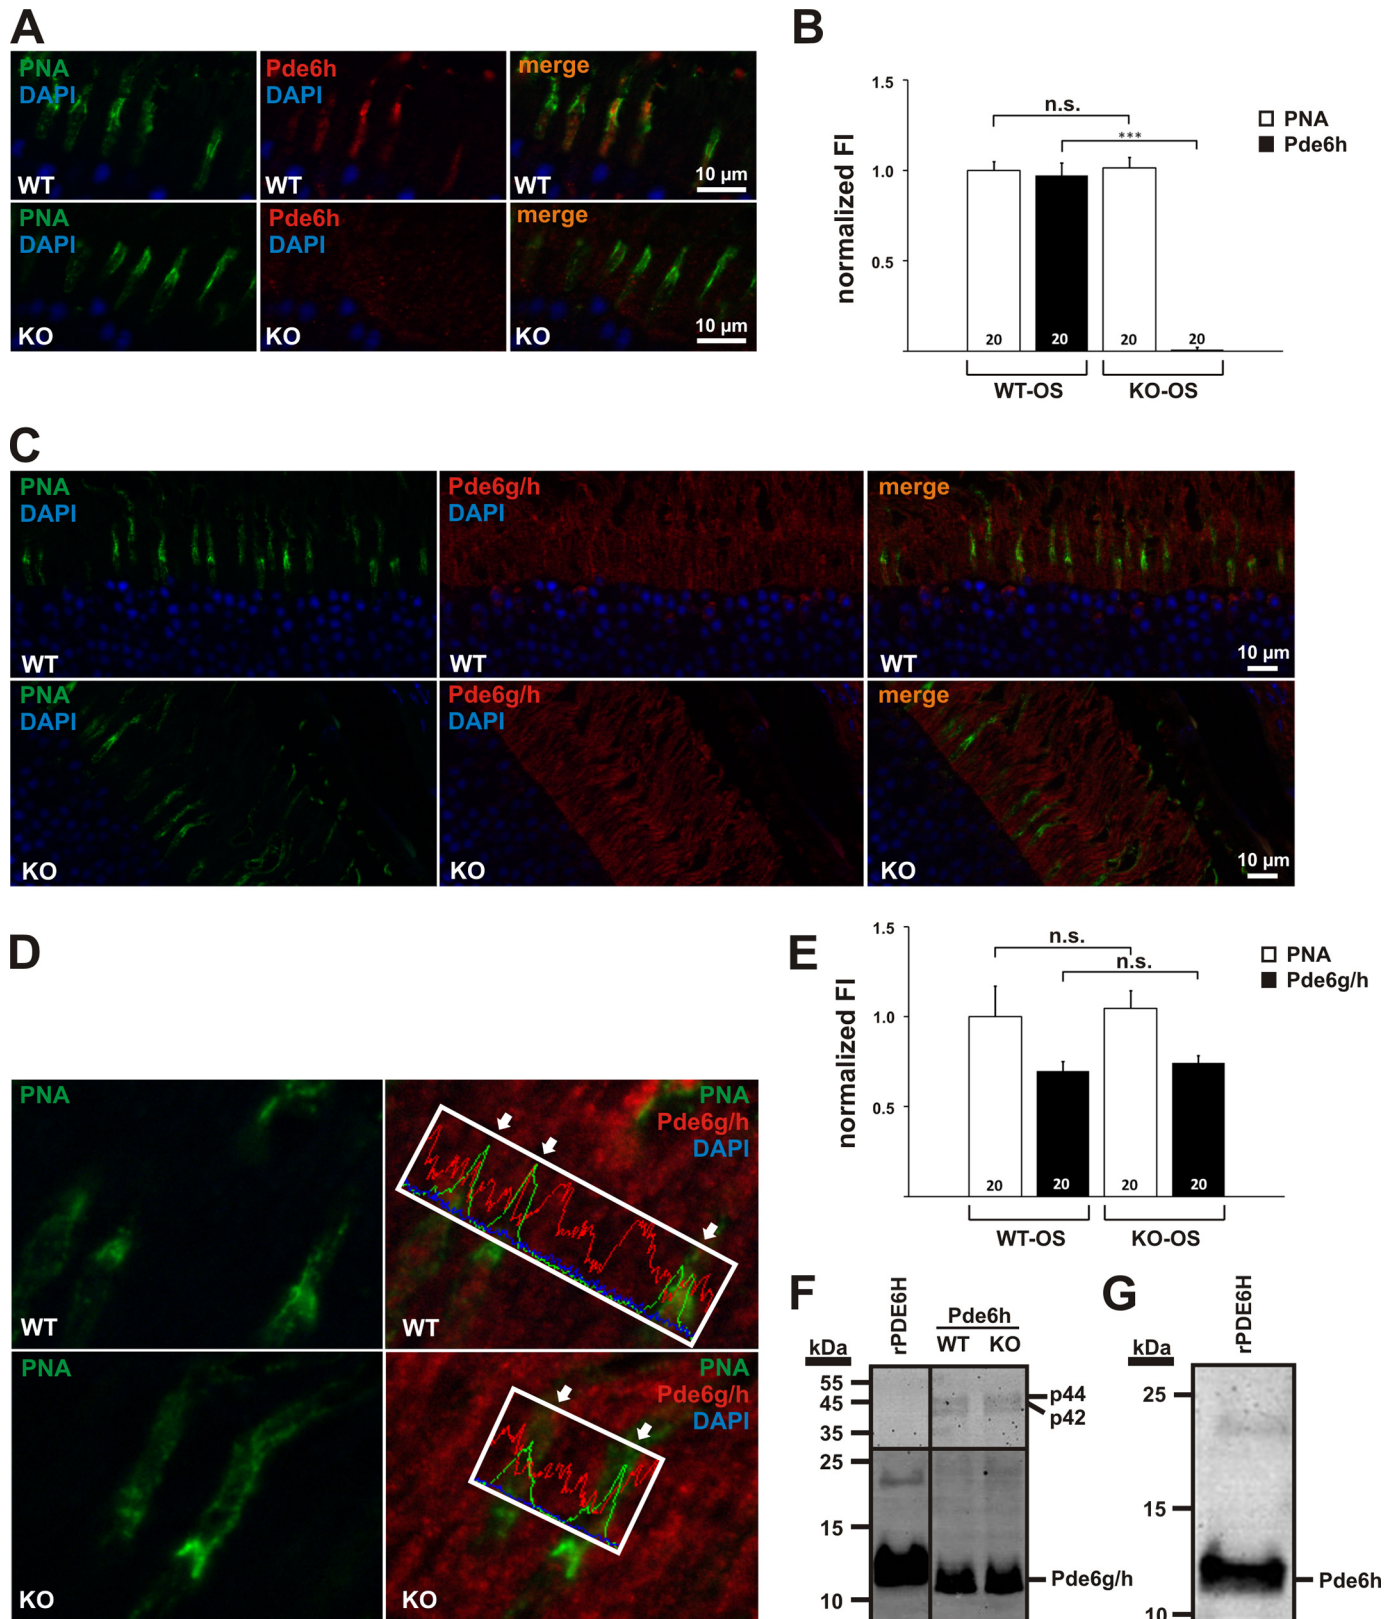 A
PNA
DAPI
WT
Pde6h
DAPI
WT
merge
WT
10 µm
PNA
DAPI
KO
Pde6h
DAPI
KO
merge
KO
10 µm
B
normalized FI
1.5
1.0
0.5
n.s.
***
PNA
Pde6h
20
20
20
20
WT-OS
KO-OS
C
PNA
DAPI
WT
Pde6g/h
DAPI
WT
merge
10 µm
PNA
DAPI
KO
Pde6g/h
DAPI
KO
merge
KO
10 µm
D
PNA
WT
PNA
Pde6g/h
DAPI
WT
PNA
KO
PNA
Pde6g/h
DAPI
KO
E
normalized FI
1.5
1.0
0.5
n.s.
n.s.
PNA
Pde6g/h
20
20
20
20
WT-OS
KO-OS
F
kDa
rPDE6H
Pde6h
WT KO
55
45
35
25
15
10
p44
p42
Pde6g/h
G
kDa
rPDE6H
25
15
10
Pde6h